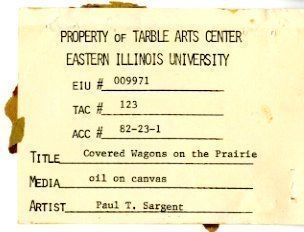 PROPERTY OF TARBLE ARTS CENTER
EASTERN ILLINOIS UNIVERSITY
EIU # 009971
TAC # 123
ACC # 82-23-1
TITLE Covered Wagons on the Prairie
MEDIA oil on canvas
ARTIST Paul T. Sargent